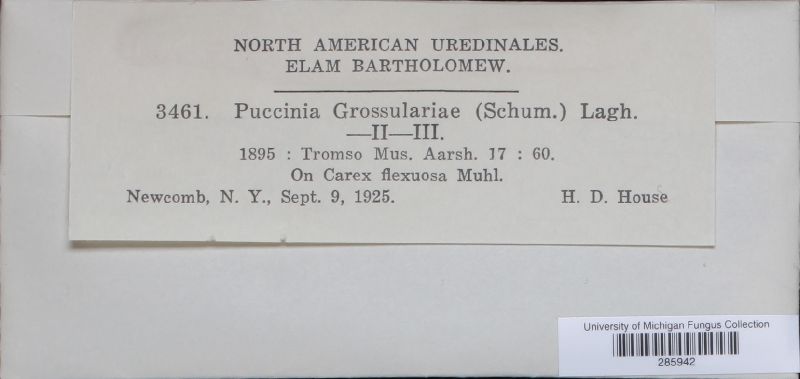 NORTH AMERICAN UREDINALES.
ELAM BARTHOLOMEW.
3461. Puccinia Grossulariae (Schum.) Lagh.
—II—III.
1895 : Tromso Mus. Aarsh. 17 : 60.
On Carex flexuosa Muhl.
Newcomb, N. Y., Sept. 9, 1925. H. D. House
University of Michigan Fungus Collection
285942